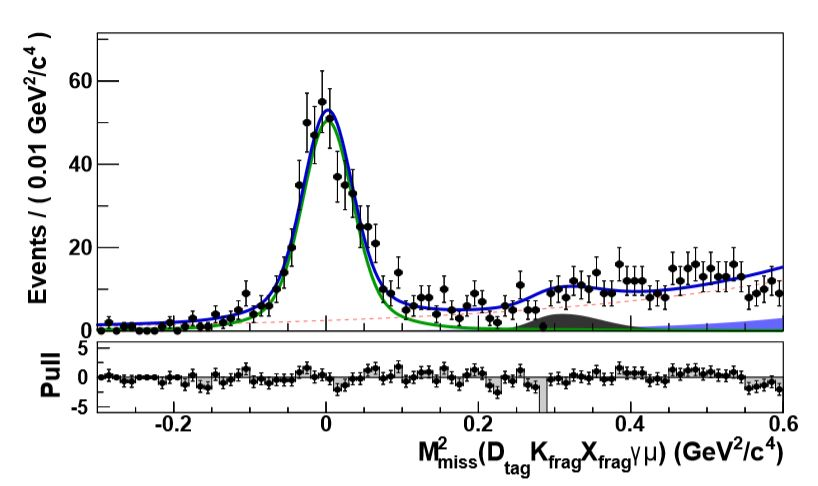 Events / ( 0.01 GeV²/c⁴ )
60
40
20
0
Pull
5
0
-5
-0.2 0 0.2 0.4 0.6
M²miss(DtagKfragXfragγμ) (GeV²/c⁴)